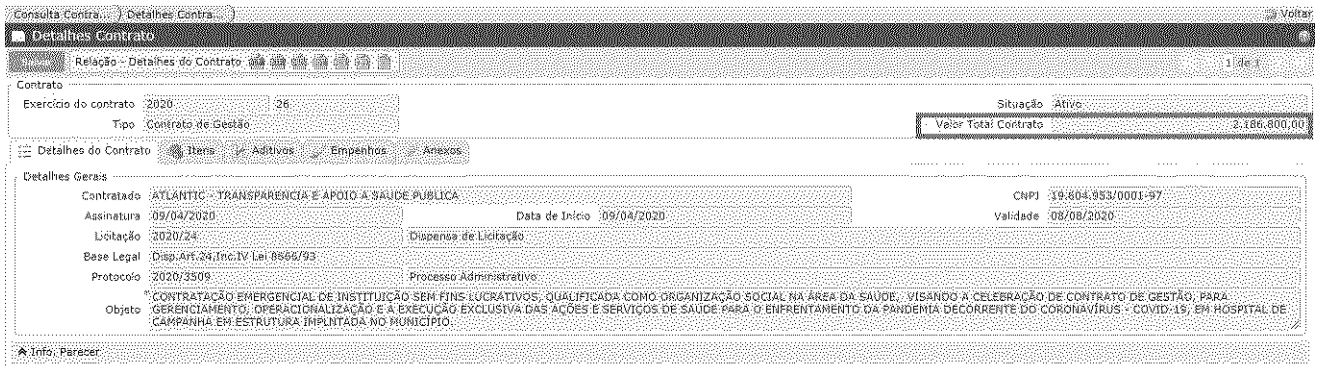 Consulta Contra... ) Detalhes Contra... ) Voltar
Detalhes Contrato
Relação - Detalhes do Contrato 1 de 1
Contrato
Exercício do contrato 2020 26 Situação Ativo
Tipo Contrato de Gestão Valor Total Contrato 2.186.800,00
Detalhes do Contrato Itens Aditivos Empenhos Anexos
Detalhes Gerais
Contratado ATLANTIC - TRANSPARENCIA E APOIO A SAUDE PUBLICA CNPJ 19.604.953/0001-97
Assinatura 09/04/2020 Data de Início 09/04/2020 Validade 08/08/2020
Licitação 2020/24 Dispensa de Licitação
Base Legal Disp.Art.24,Inc.IV Lei 8666/93
Protocolo 2020/3509 Processo Administrativo
Objeto CONTRATAÇÃO EMERGENCIAL DE INSTITUIÇÃO SEM FINS LUCRATIVOS, QUALIFICADA COMO ORGANIZAÇÃO SOCIAL NA ÁREA DA SAÚDE, VISANDO A CELEBRAÇÃO DE CONTRATO DE GESTÃO, PARA
GERENCIAMENTO, OPERACIONALIZAÇÃO E A EXECUÇÃO EXCLUSIVA DAS AÇÕES E SERVIÇOS DE SAÚDE PARA O ENFRENTAMENTO DA PANDEMIA DECORRENTE DO CORONAVÍRUS - COVID-19, EM HOSPITAL DE
CAMPANHA EM ESTRUTURA IMPLNTADA NO MUNICÍPIO.
Info. Parecer